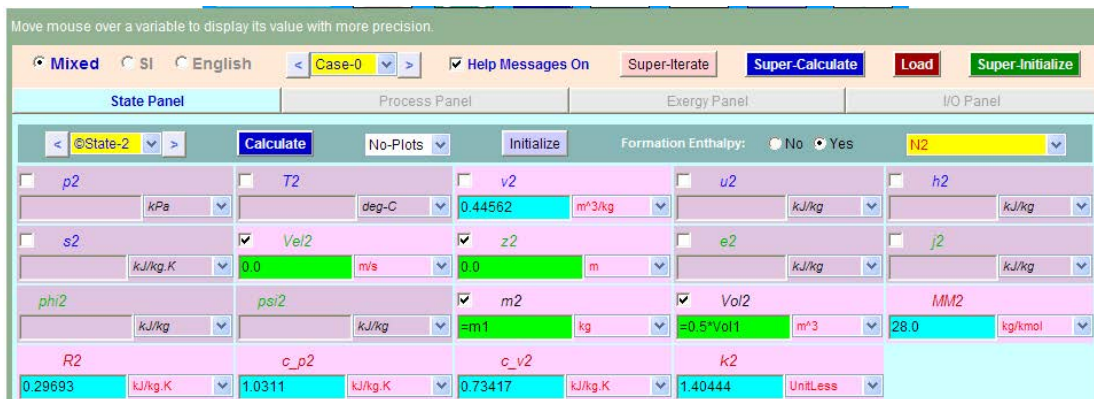 Move mouse over a variable to display its value with more precision.
Mixed SI English < Case-0 > Help Messages On Super-Iterate Super-Calculate Load Super-Initialize
State Panel Process Panel Exergy Panel I/O Panel
< ©State-2 > Calculate No-Plots Initialize Formation Enthalpy: No Yes N2
p2 T2 v2 u2 h2
kPa deg-C 0.44562 m^3/kg kJ/kg kJ/kg
s2 Vel2 z2 e2 j2
kJ/kg.K 0.0 m/s 0.0 m kJ/kg kJ/kg
phi2 psi2 m2 Vol2 MM2
kJ/kg kJ/kg =m1 kg =0.5*Vol1 m^3 28.0 kg/kmol
R2 c_p2 c_v2 k2
0.29693 kJ/kg.K 1.0311 kJ/kg.K 0.73417 kJ/kg.K 1.40444 UnitLess